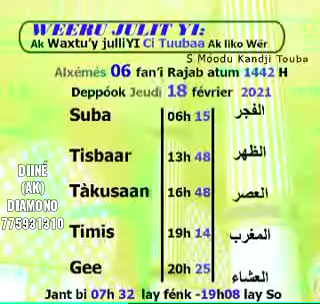 WEERU JULIT YI:
Ak Waxtu'y julliYI Ci Tuubaa Ak liko Wër
S Moodu Kandji Touba
Alxémés 06 fan'i Rajab atum 1442 H
Deppóok Jeudi 18 février 2021
Suba 06h 15 الفجر
Tisbaar 13h 48 الظهر
Tàkusaan 16h 48 العصر
Timis 19h 14 المغرب
Gee 20h 25 العشاء
DIINÉ
(AK)
DIAMONO
775931310
Jant bi 07h 32 lay fénk -19h08 lay So